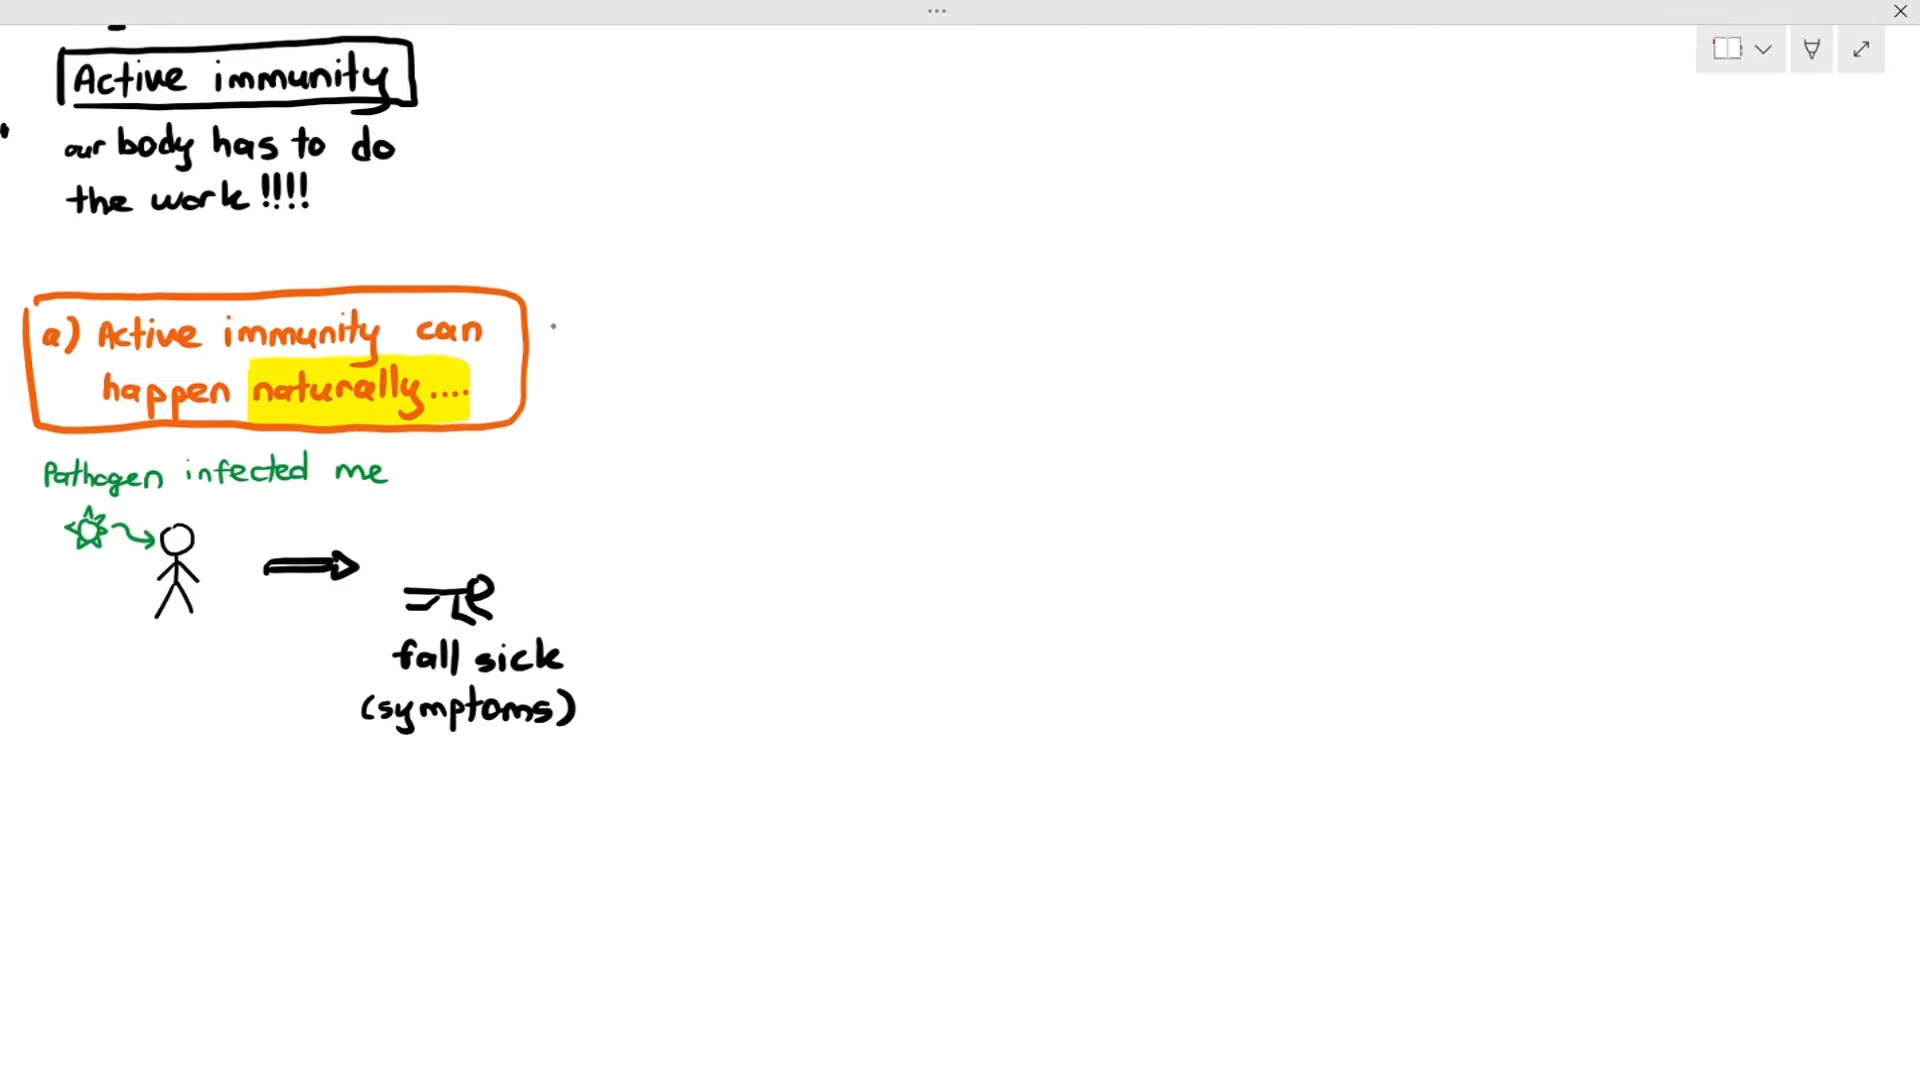 Active immunity
our body has to do
the work !!!!
a) Active immunity can
happen naturally....
Pathogen infected me
fall sick
(symptoms)